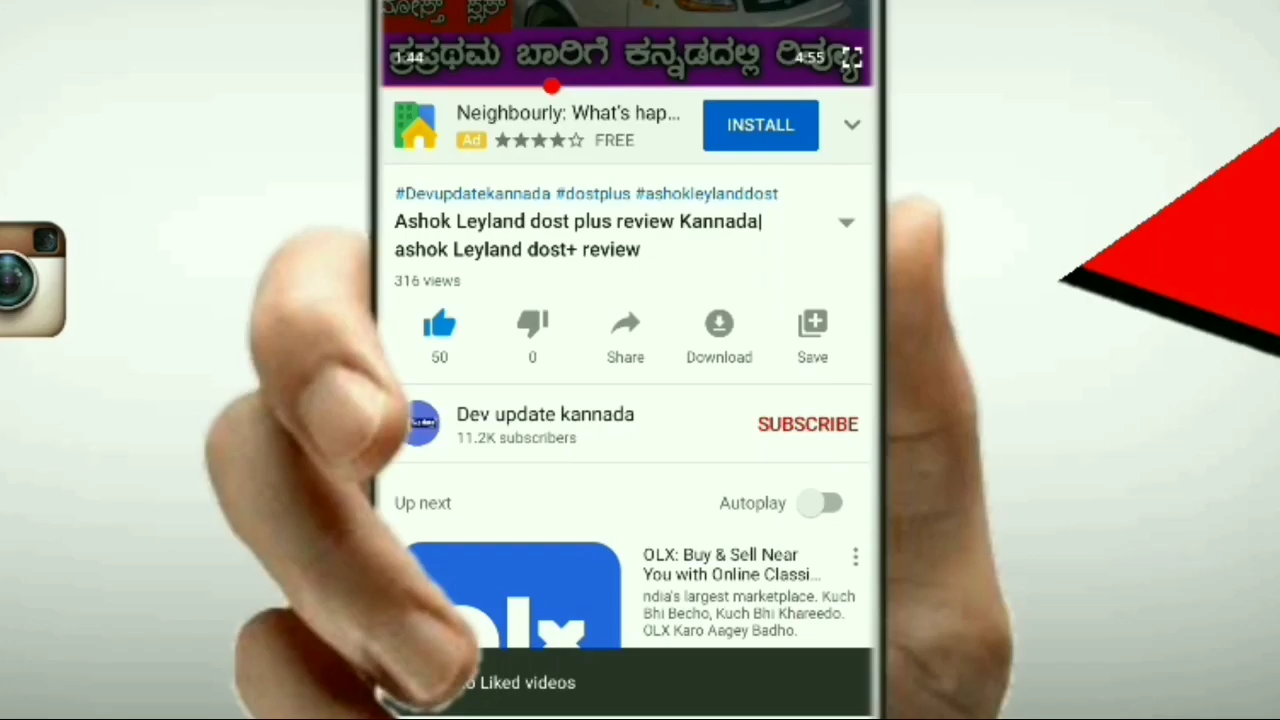 ದೋಸ್ತ್ ಪ್ಲಸ್
ಪ್ರಪ್ರಥಮ ಬಾರಿಗೆ ಕನ್ನಡದಲ್ಲಿ ರಿವ್ಯೂ
1:44 4:55
Neighbourly: What's hap...
INSTALL
Ad FREE
#Devupdatekannada #dostplus #ashokleylanddost
Ashok Leyland dost plus review Kannada|
ashok Leyland dost+ review
316 views
50 0 Share Download Save
Dev update kannada
11.2K subscribers
SUBSCRIBE
Up next Autoplay
OLX: Buy & Sell Near
You with Online Classi...
ndia's largest marketplace. Kuch
Bhi Becho, Kuch Bhi Khareedo.
OLX Karo Aagey Badho.
olx
Liked videos